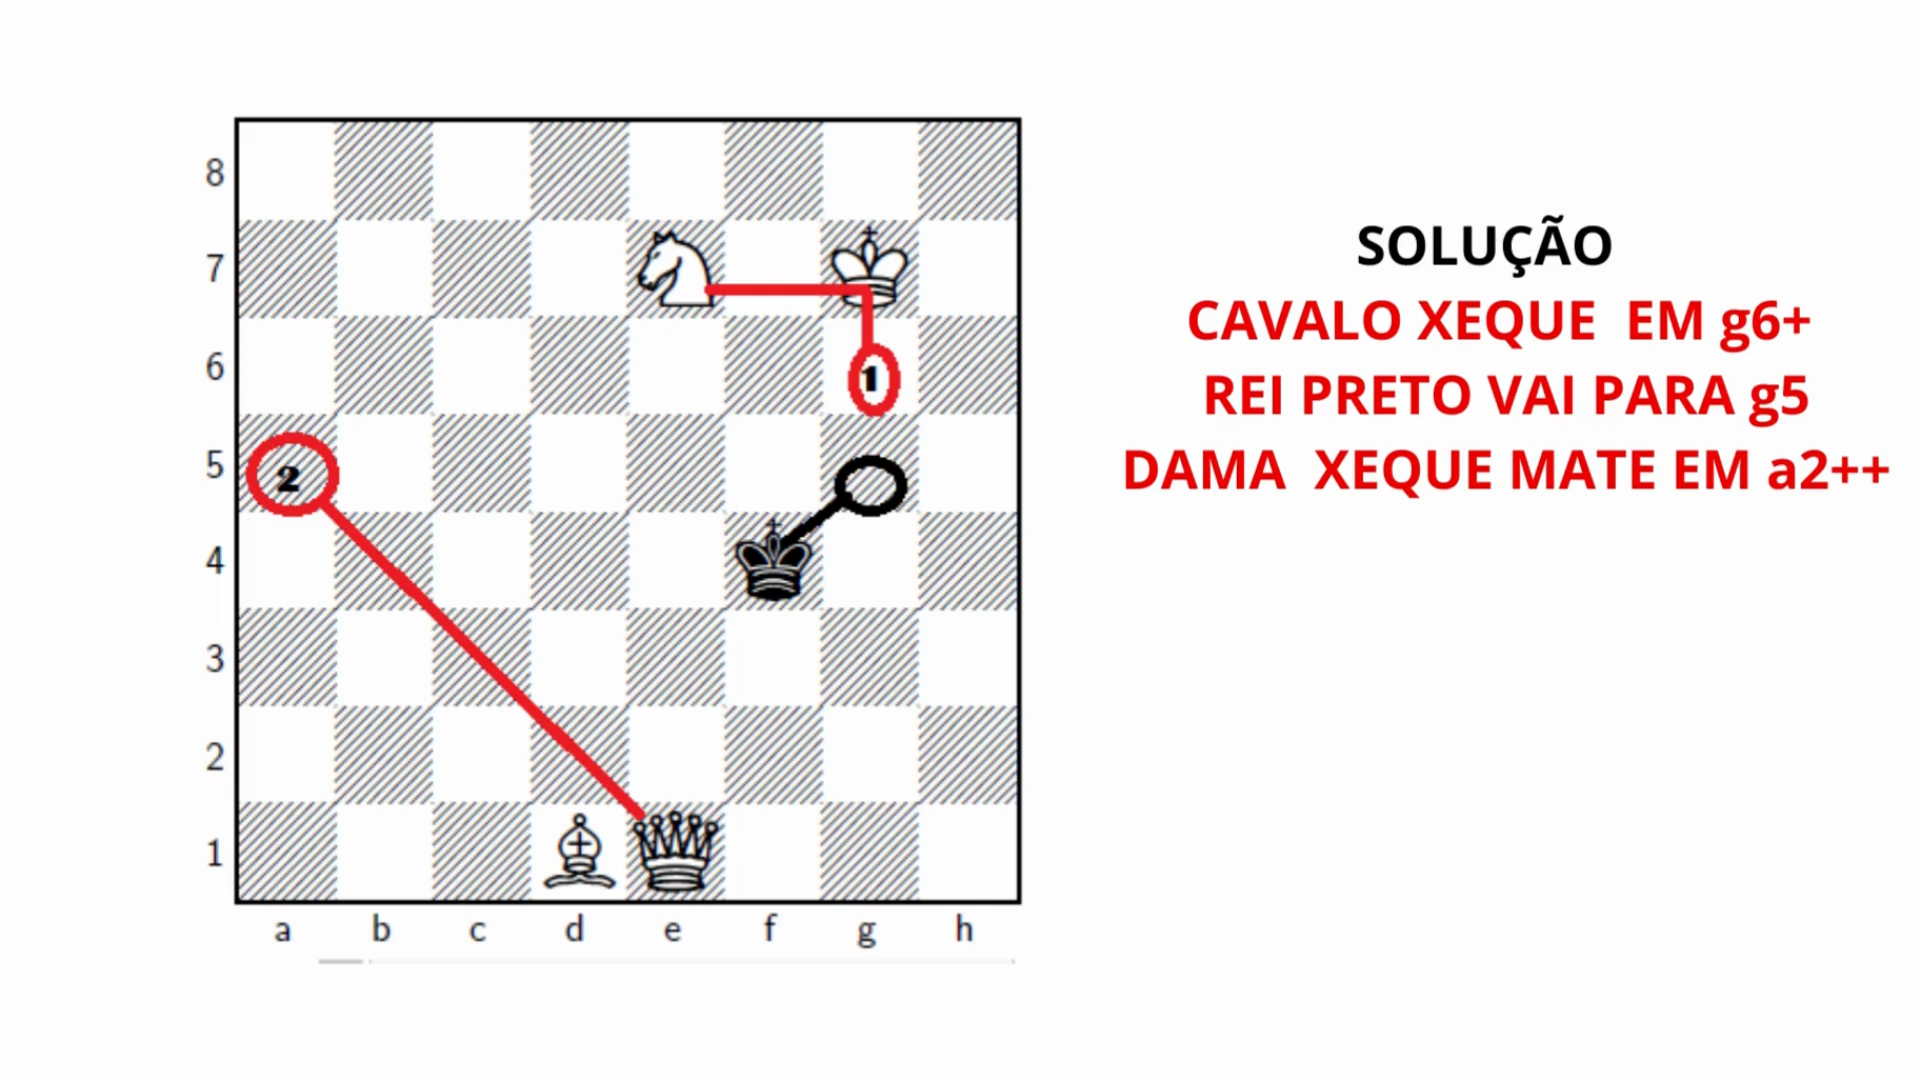 SOLUÇÃO
CAVALO XEQUE EM g6+
REI PRETO VAI PARA g5
DAMA XEQUE MATE EM a2++
8
7
6
1
5
2
4
3
2
1
a b c d e f g h